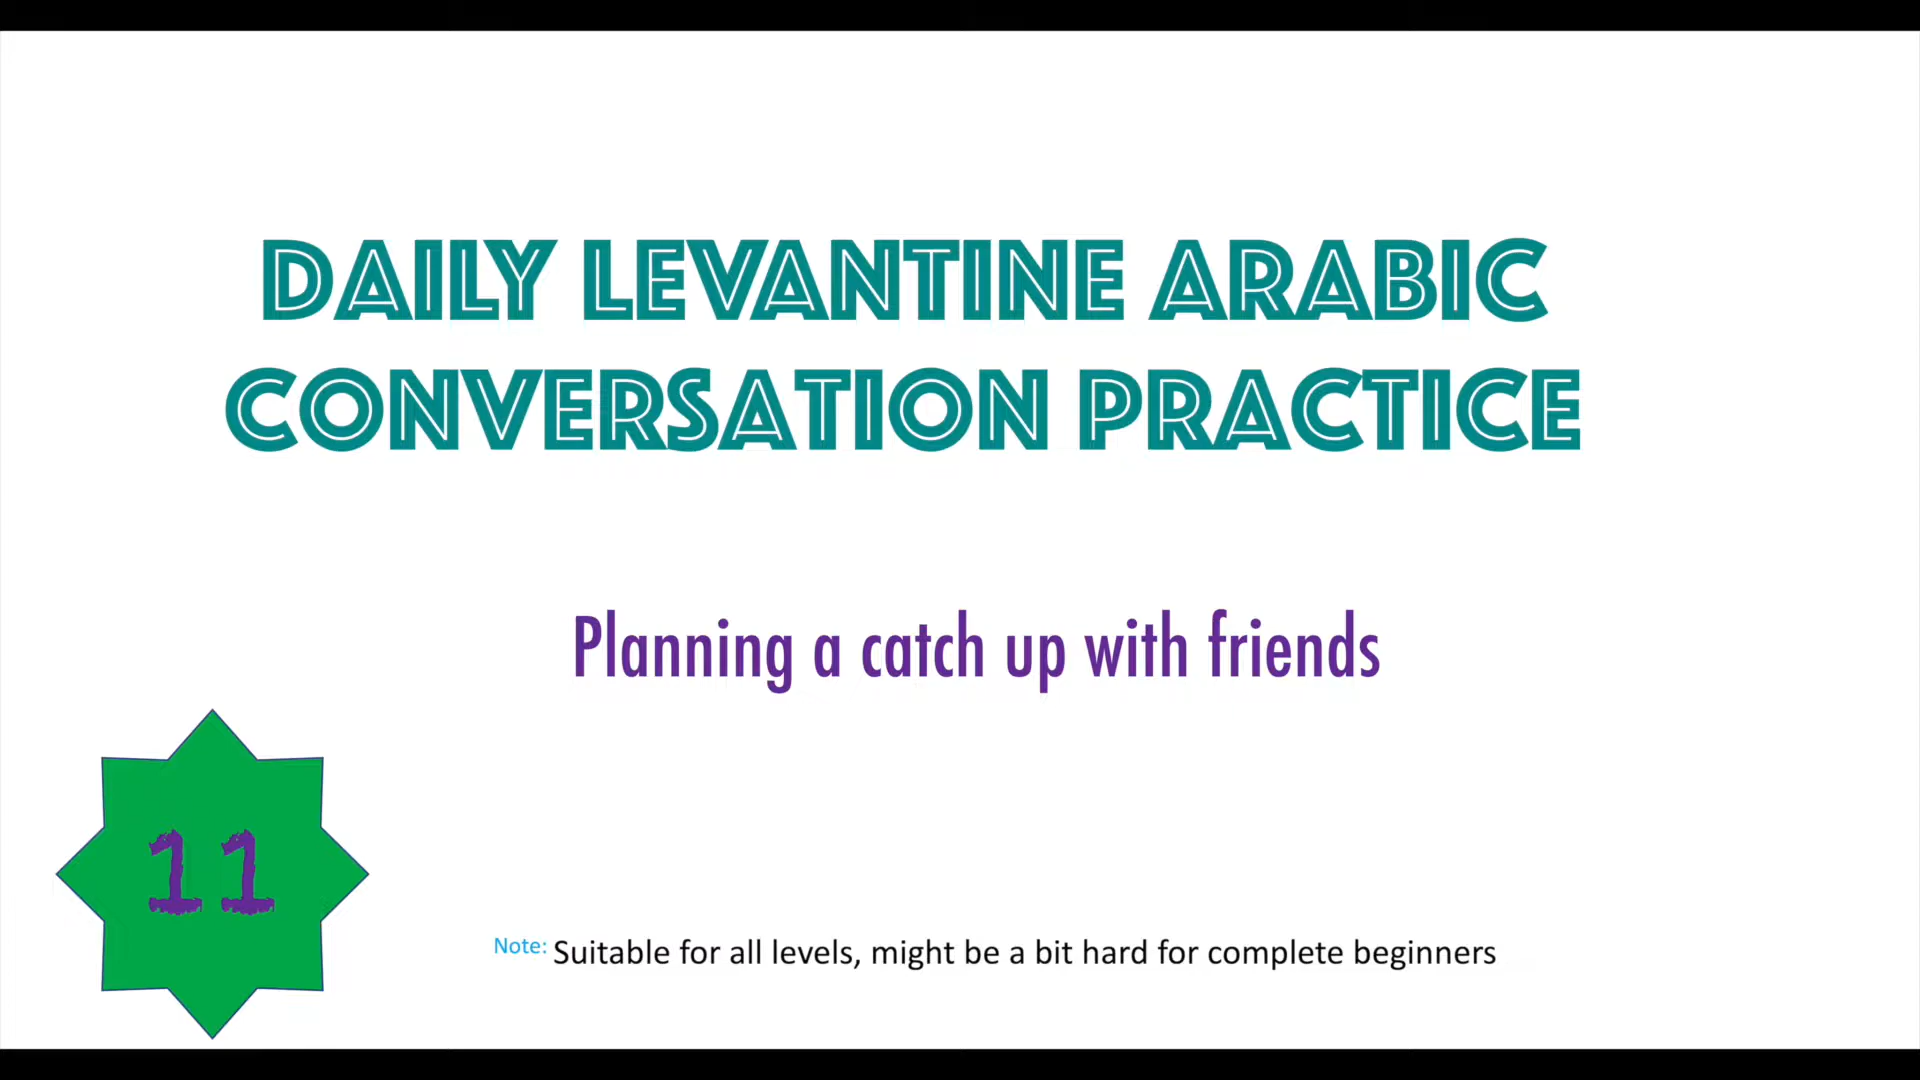 DAILY LEVANTINE ARABIC
CONVERSATION PRACTICE
Planning a catch up with friends
11
Note: Suitable for all levels, might be a bit hard for complete beginners